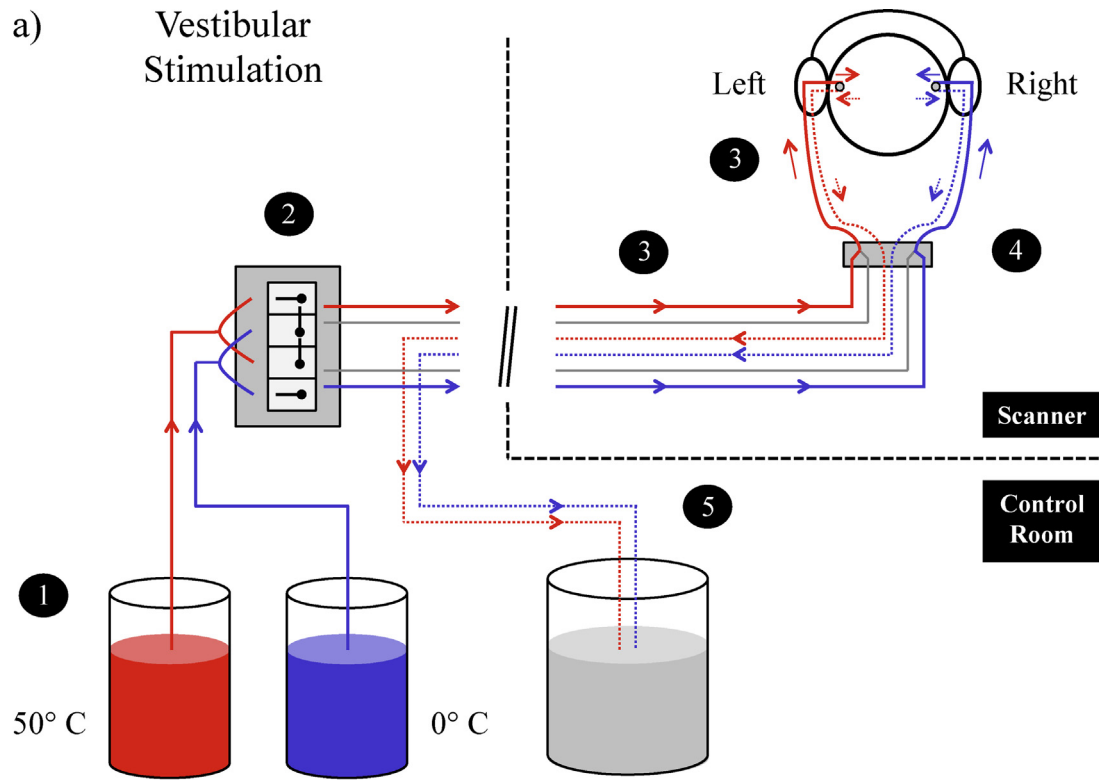 a)
Vestibular
Stimulation
Left
Right
3
2
3
4
Scanner
5
Control
Room
1
50° C
0° C